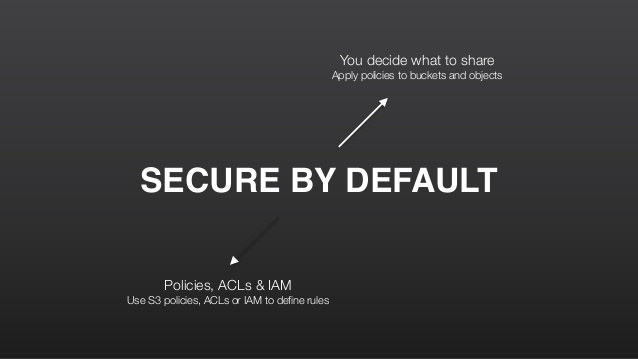 You decide what to share
Apply policies to buckets and objects
SECURE BY DEFAULT
Policies, ACLs & IAM
Use S3 policies, ACLs or IAM to define rules